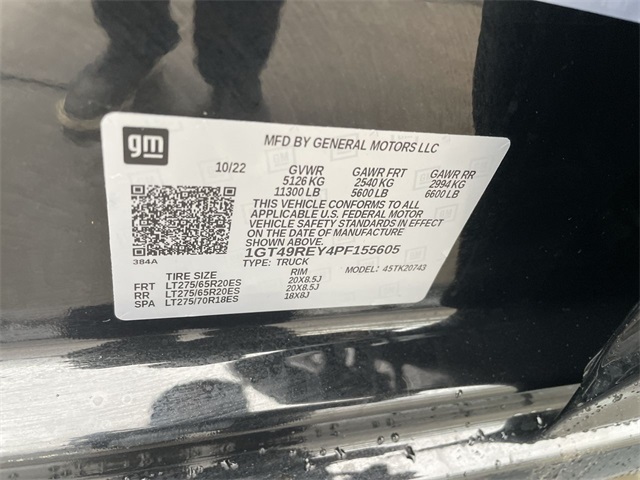 gm
MFD BY GENERAL MOTORS LLC
10/22 GVWR GAWR FRT GAWR RR
5126 KG 2540 KG 2994 KG
11300 LB 5600 LB 6600 LB
THIS VEHICLE CONFORMS TO ALL
APPLICABLE U.S. FEDERAL MOTOR
VEHICLE SAFETY STANDARDS IN EFFECT
ON THE DATE OF MANUFACTURE
SHOWN ABOVE.
1GT49REY4PF155605
384A
TYPE: TRUCK MODEL: 45TK20743
TIRE SIZE RIM
FRT LT275/65R20ES 20X8.5J
RR LT275/65R20ES 20X8.5J
SPA LT275/70R18ES 18X8J